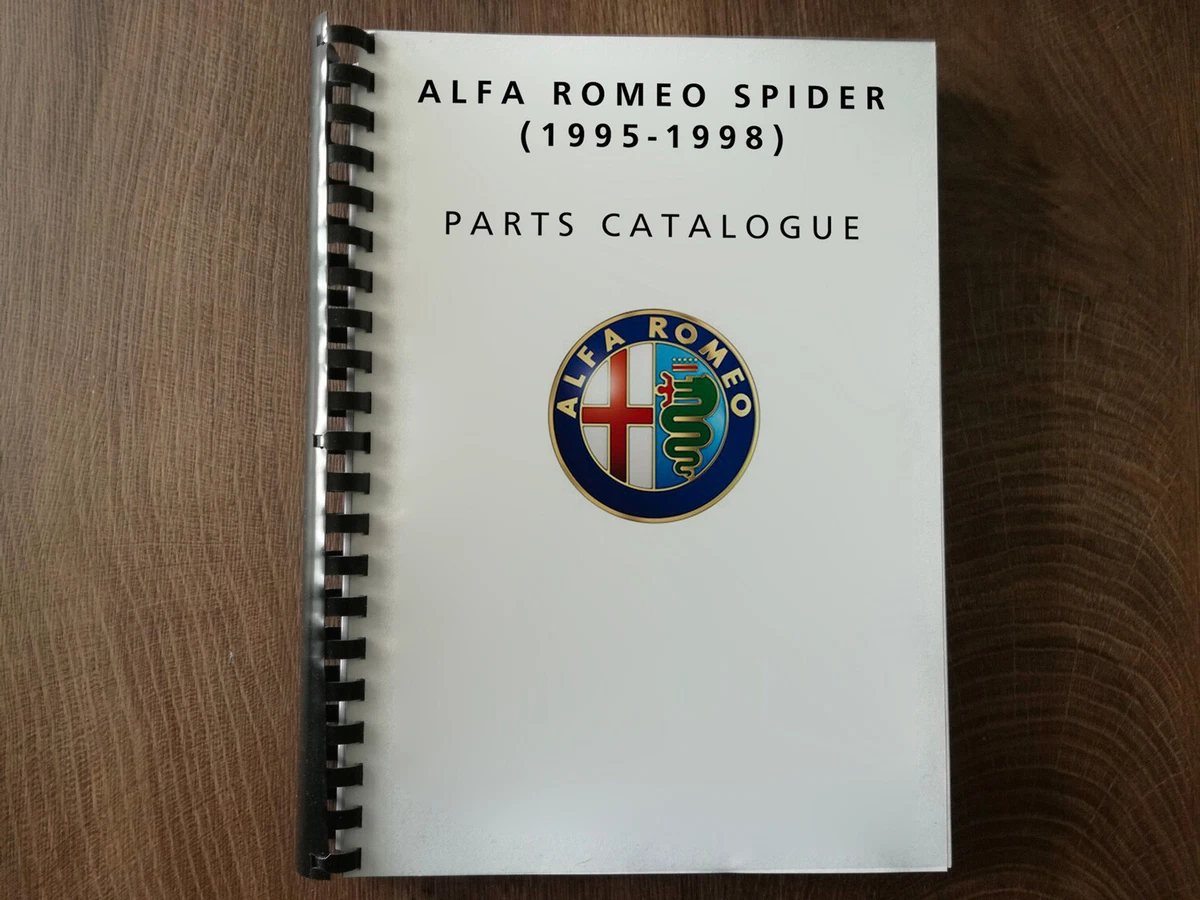 ALFA ROMEO SPIDER
(1995-1998)
PARTS CATALOGUE
ALFA ROMEO